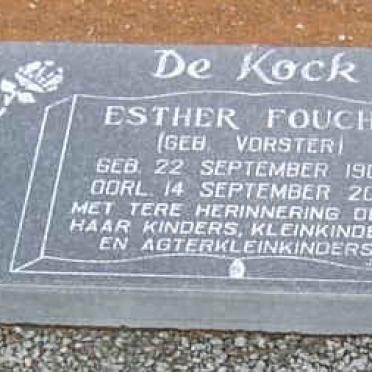 De Kock
ESTHER FOUCH
(GEB. VORSTER)
GEB. 22 SEPTEMBER 190
OORL. 14 SEPTEMBER 20
MET TERE HERINNERING
HAAR KINDERS, KLEINKINDE
EN AGTERKLEINKINDERS